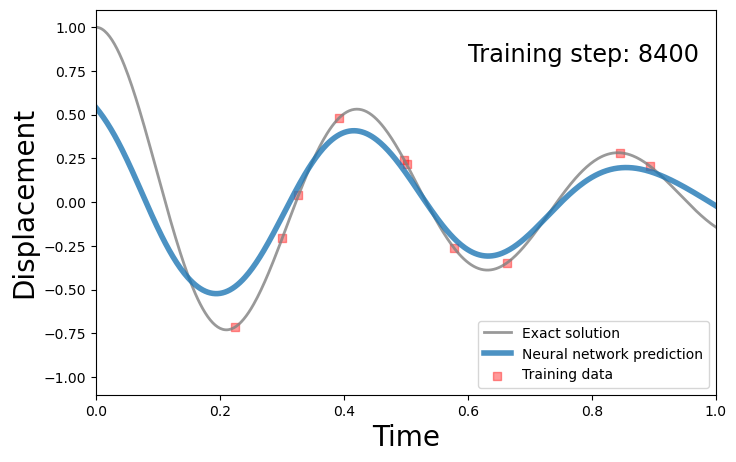 Training step: 8400
1.00
0.75
0.50
0.25
0.00
−0.25
−0.50
−0.75
−1.00
Displacement
Exact solution
Neural network prediction
Training data
0.0 0.2 0.4 0.6 0.8 1.0
Time